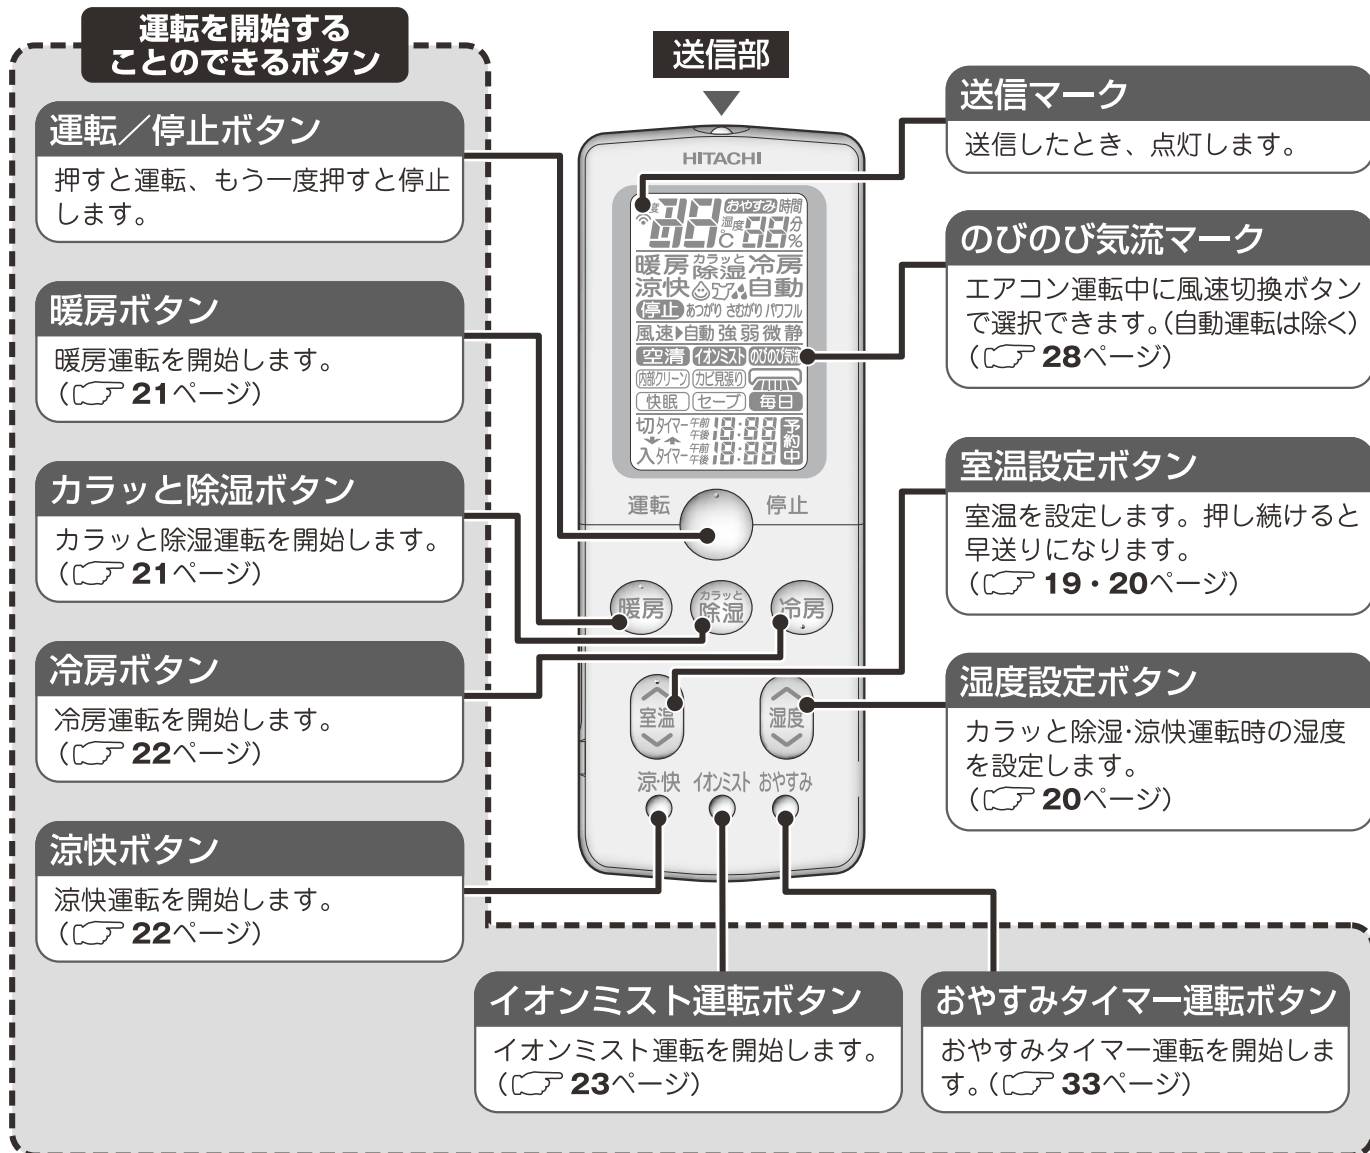 運転を開始する
ことのできるボタン
運転／停止ボタン
押すと運転、もう一度押すと停止
します。
暖房ボタン
暖房運転を開始します。
（☞ 21ページ）
カラッと除湿ボタン
カラッと除湿運転を開始します。
（☞ 21ページ）
冷房ボタン
冷房運転を開始します。
（☞ 22ページ）
涼快ボタン
涼快運転を開始します。
（☞ 22ページ）
送信部
HITACHI
度 88 ℃ おやすみ 時間
湿度 88 分 %
暖房 カラッと除湿 冷房
涼快 自動
停止 あつがり さむがり パワフル
風速▶自動 強 弱 微 静
空清 イオンミスト のびのび気流
内部クリーン カビ見張り
快眠 セーブ 毎日
切タイマー 午前 午後 18:88 予約中
入タイマー 午前 午後 18:88
運転 停止
暖房 カラッと除湿 冷房
室温 湿度
涼・快 イオンミスト おやすみ
送信マーク
送信したとき、点灯します。
のびのび気流マーク
エアコン運転中に風速切換ボタン
で選択できます。（自動運転は除く）
（☞ 28ページ）
室温設定ボタン
室温を設定します。押し続けると
早送りになります。
（☞ 19・20ページ）
湿度設定ボタン
カラッと除湿・涼快運転時の湿度
を設定します。
（☞ 20ページ）
イオンミスト運転ボタン
イオンミスト運転を開始します。
（☞ 23ページ）
おやすみタイマー運転ボタン
おやすみタイマー運転を開始しま
す。（☞ 33ページ）